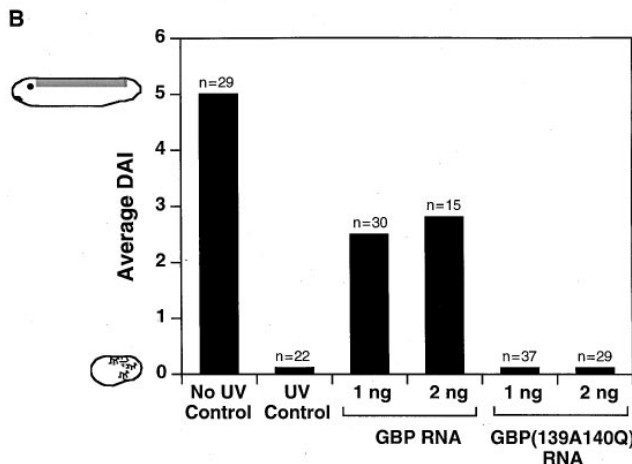 B
Average DAI
6
5
4
3
2
1
0
n=29
n=22
n=30
n=15
n=37
n=29
No UV Control
UV Control
1 ng
2 ng
1 ng
2 ng
GBP RNA
GBP(139A140Q)
RNA